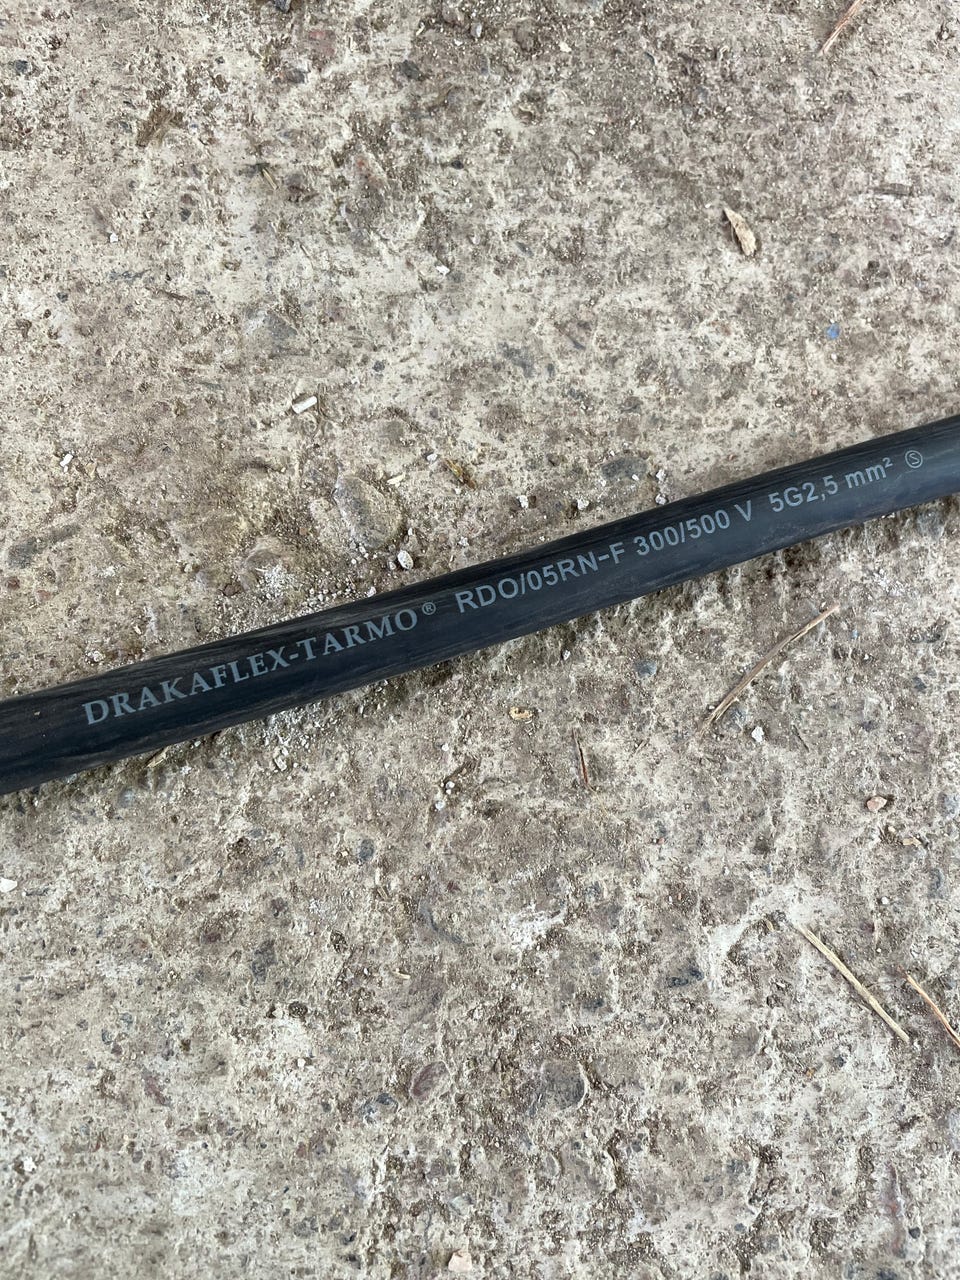 DRAKAFLEX-TARMO® RDO/05RN-F 300/500 V 5G2,5 mm² Ⓢ